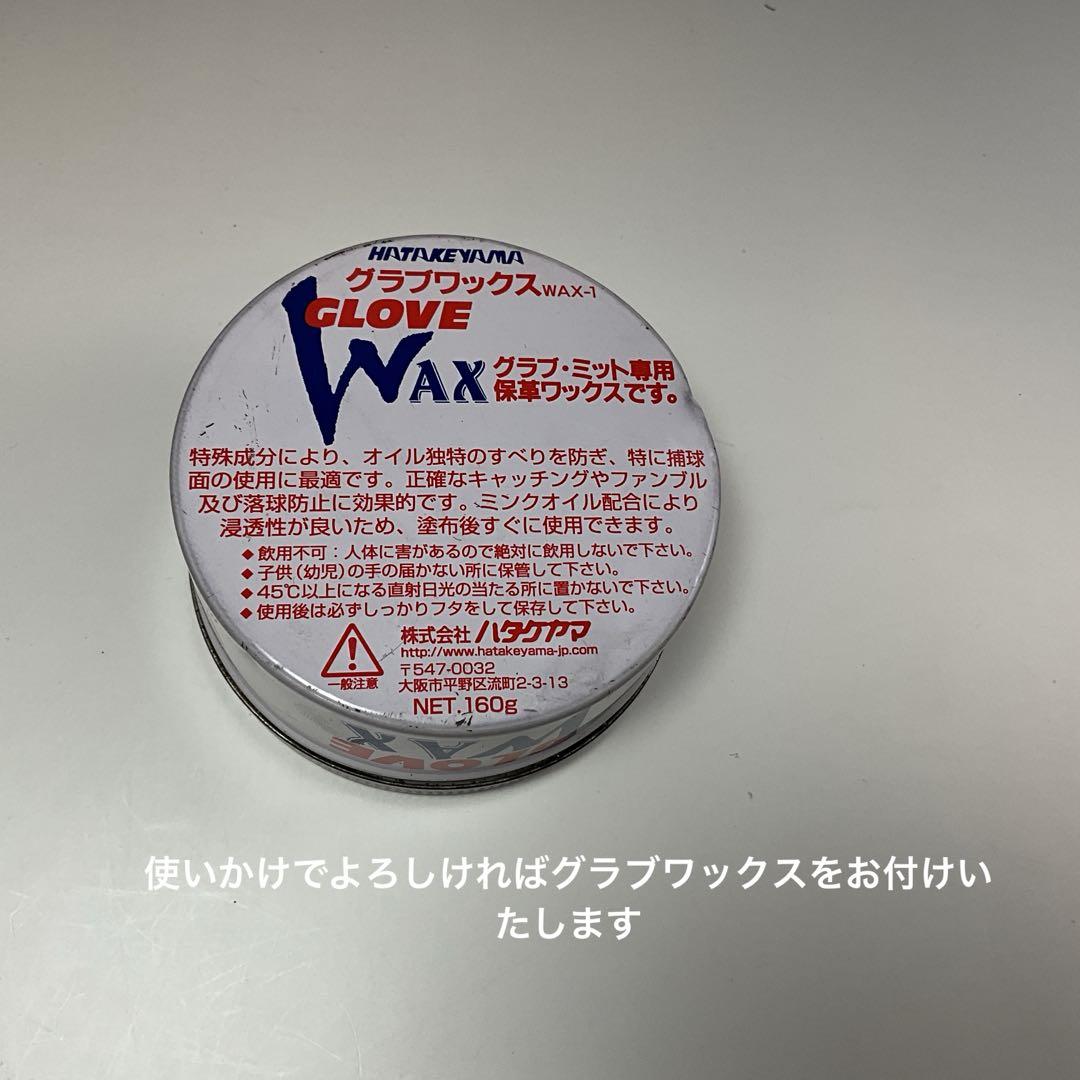 HATAKEYAMA
グラブワックスWAX-1
GLOVE
WAX
グラブ・ミット専用
保革ワックスです。
特殊成分により、オイル独特のすべりを防ぎ、特に捕球
面の使用に最適です。正確なキャッチングやファンブル
及び落球防止に効果的です。ミンクオイル配合により
浸透性が良いため、塗布後すぐに使用できます。
◆飲用不可：人体に害があるので絶対に飲用しないで下さい。
◆子供(幼児)の手の届かない所に保管して下さい。
◆45℃以上になる直射日光の当たる所に置かないで下さい。
◆使用後は必ずしっかりフタをして保存して下さい。
一般注意
株式会社ハタケヤマ
http://www.hatakeyama-jp.com
〒547-0032
大阪市平野区流町2-3-13
NET.160g
GLOVE
WAX
使いかけでよろしければグラブワックスをお付けい
たします